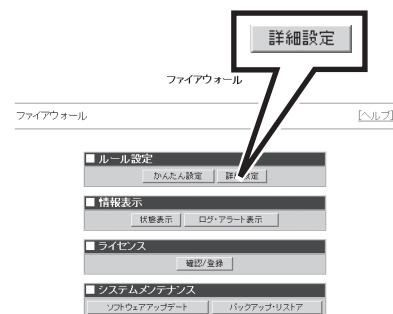 詳細設定
ファイアウォール
ファイアウォール [ヘルプ]
■ ルール設定
かんたん設定 詳細設定
■ 情報表示
状態表示 ログ・アラート表示
■ ライセンス
確認/登録
■ システムメンテナンス
ソフトウェアアップデート バックアップ・リストア